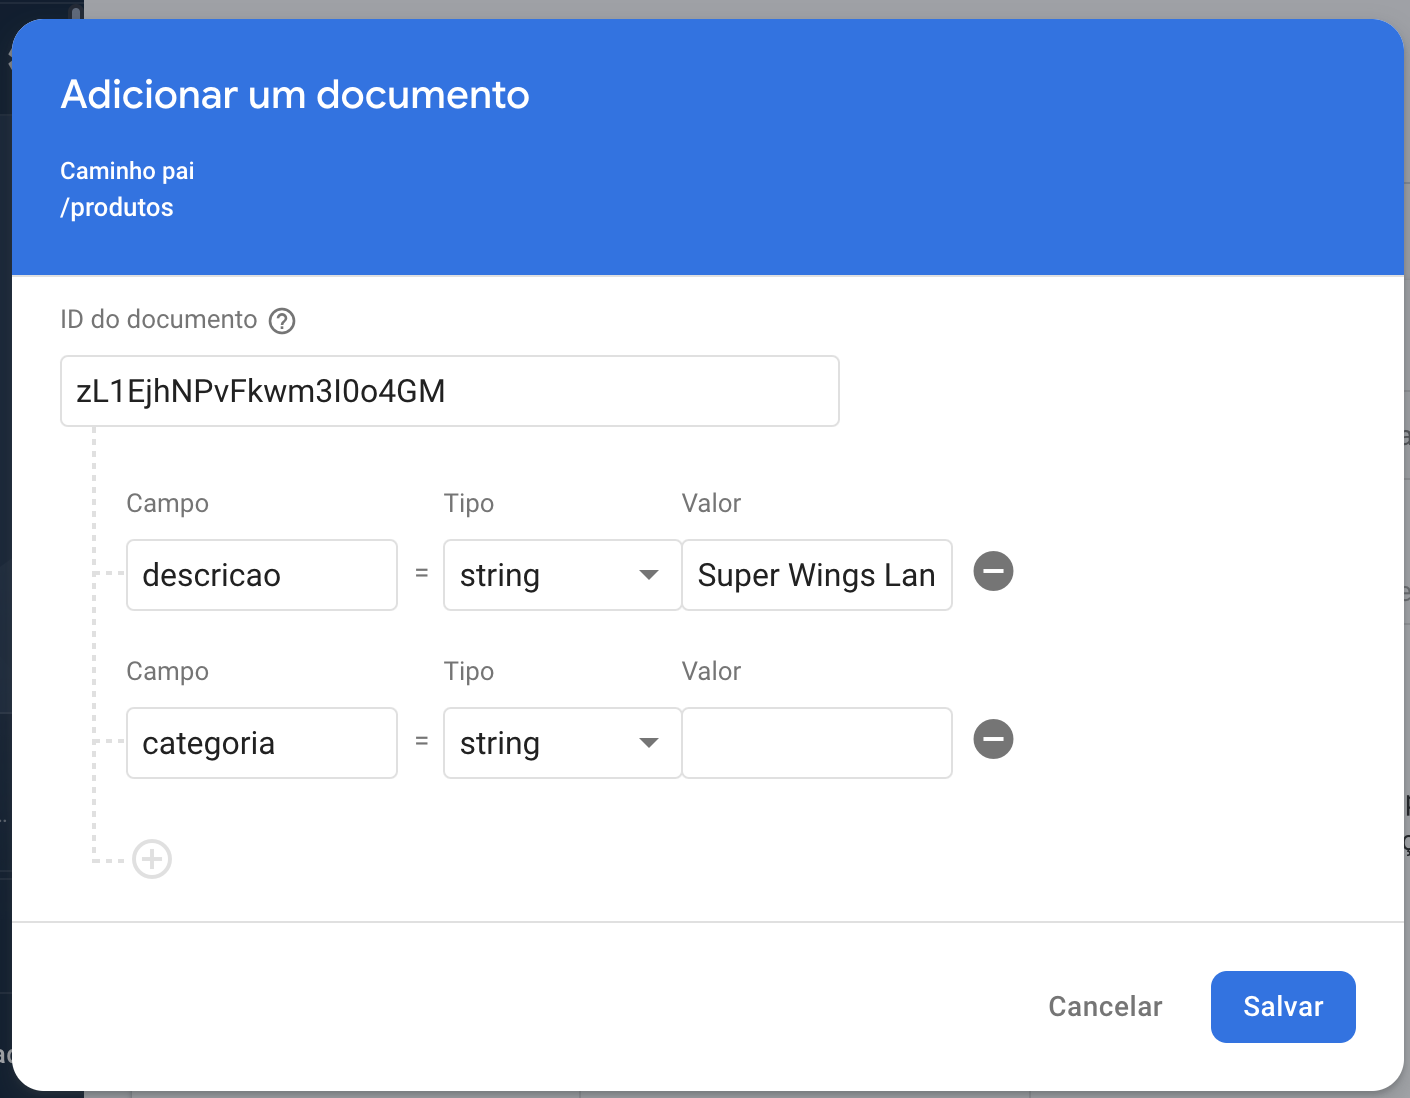 Adicionar um documento
Caminho pai
/produtos
ID do documento ?
zL1EjhNPvFkwm3I0o4GM
Campo Tipo Valor
descricao = string Super Wings Lan
Campo Tipo Valor
categoria = string
Cancelar Salvar